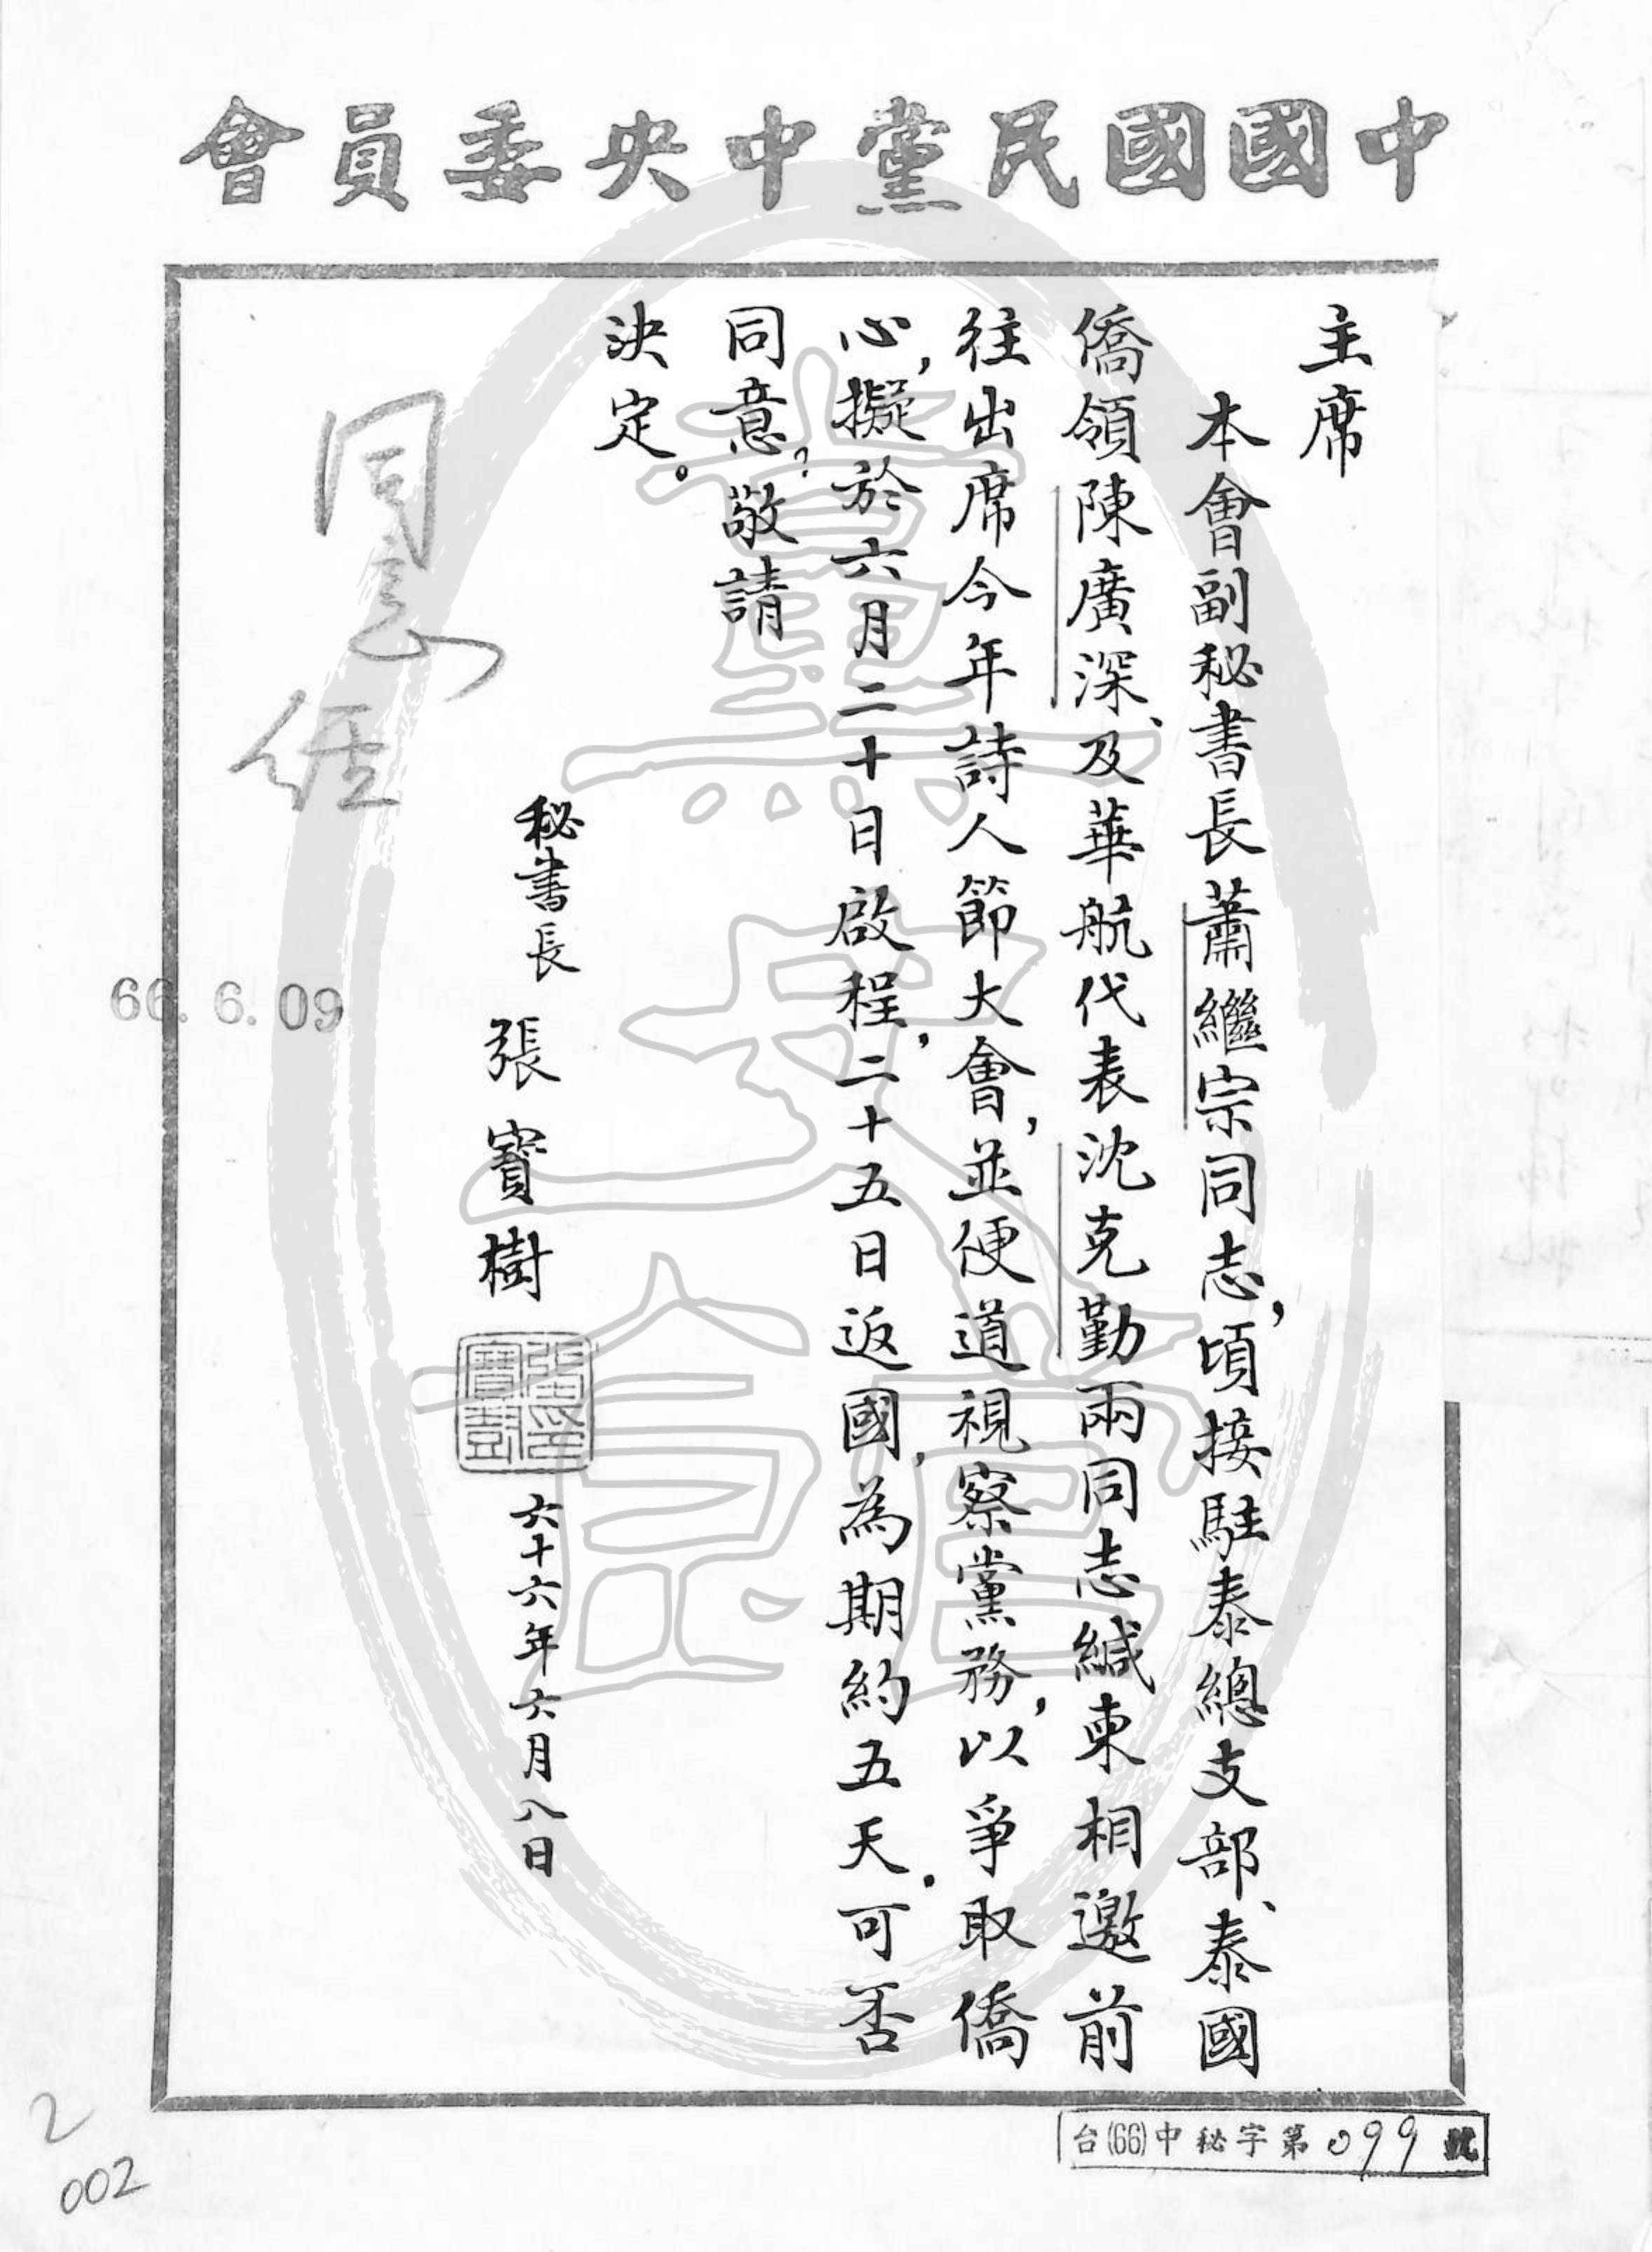 中國國民黨中央委員會
主席
本會副秘書長蕭繼宗同志,頃接駐泰總支部、泰國
僑領陳廣深、及華航代表沈克勤兩同志緘柬相邀前
往出席今年詩人節大會,並便道視察黨務,以爭取僑
心,擬於六月二十日啟程,二十五日返國,為期約五天.可否
同意?敬請
決定。
秘書長 張寶樹
張寶樹
六十六年六月八日
同意
經
66. 6. 09
台(66)中秘字第099號
2
002